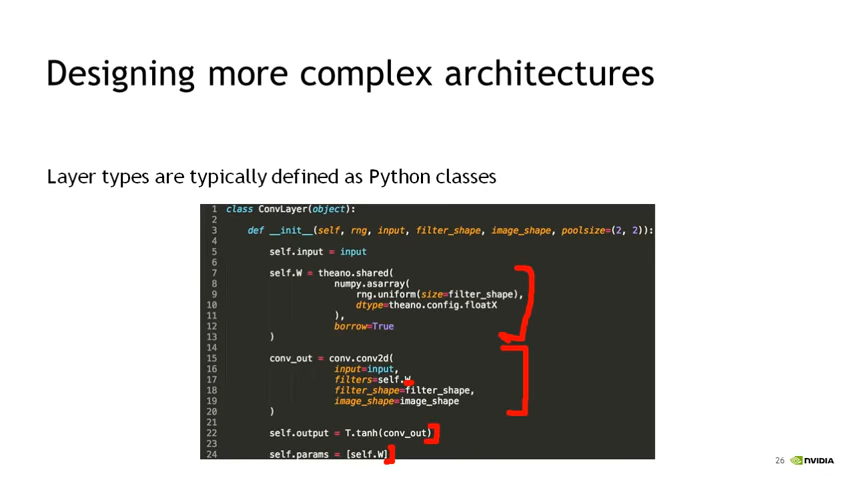 Designing more complex architectures
Layer types are typically defined as Python classes
1 class ConvLayer(object):
2
3 def __init__(self, rng, input, filter_shape, image_shape, poolsize=(2, 2)):
4
5 self.input = input
6
7 self.W = theano.shared(
8 numpy.asarray(
9 rng.uniform(size=filter_shape),
10 dtype=theano.config.floatX
11 ),
12 borrow=True
13 )
14
15 conv_out = conv.conv2d(
16 input=input,
17 filters=self.W,
18 filter_shape=filter_shape,
19 image_shape=image_shape
20 )
21
22 self.output = T.tanh(conv_out)
23
24 self.params = [self.W]
26 NVIDIA